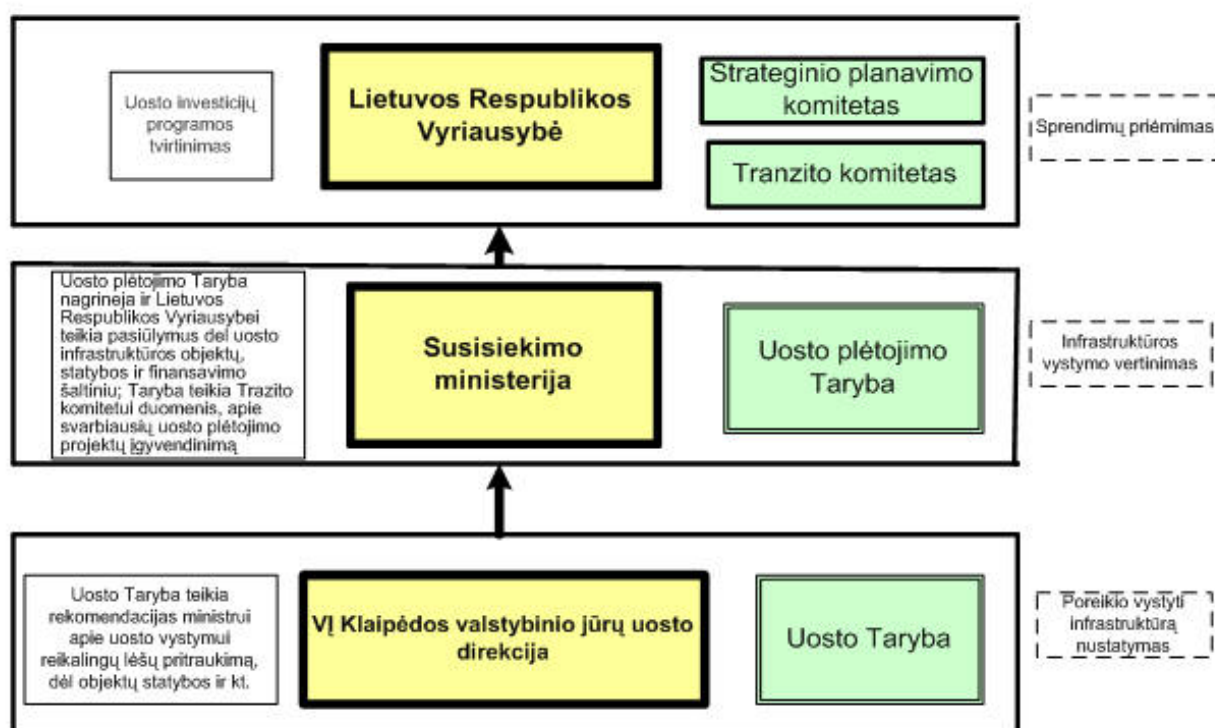 Uosto investicijų
programos
tvirtinimas
Lietuvos Respublikos
Vyriausybė
Strateginio planavimo
komitetas
Tranzito komitetas
Sprendimų priėmimas
Uosto plėtojimo Taryba
nagrineja ir Lietuvos
Respublikos Vyriausybei
teikia pasiūlymus del uosto
infrastruktūros objektų,
statybos ir finansavimo
šaltiniu; Taryba teikia Trazito
komitetui duomenis, apie
svarbiausių uosto plėtojimo
projektų įgyvendinimą
Susisiekimo
ministerija
Uosto plėtojimo
Taryba
Infrastruktūros
vystymo vertinimas
Uosto Taryba teikia
rekomendacijas ministrui
apie uosto vystymui
reikalingų lėšų pritraukimą,
dėl objektų statybos ir kt.
VĮ Klaipėdos valstybinio jūrų uosto
direkcija
Uosto Taryba
Poreikio vystyti
infrastruktūrą
nustatymas